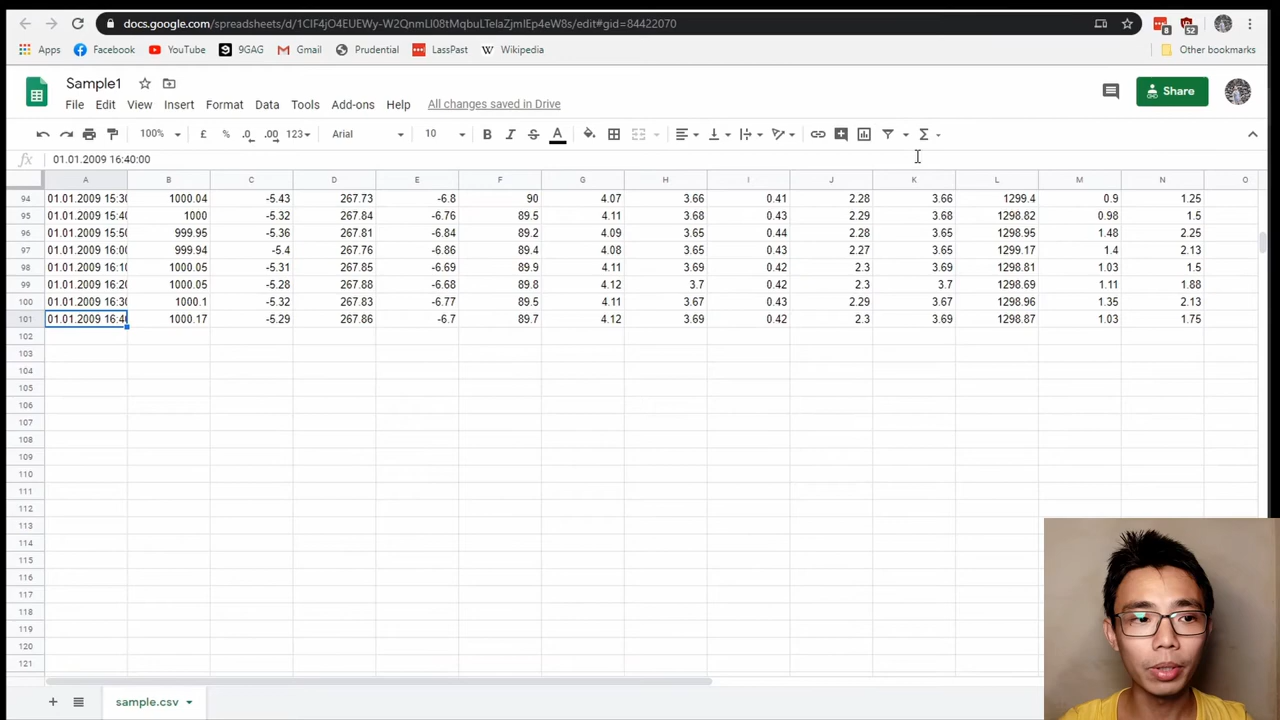 docs.google.com/spreadsheets/d/1CIF4jO4EUEWy-W2QnmLl08tMqbuLTeIaZjmIEp4eW8s/edit#gid=84422070
8
52
Apps Facebook YouTube 9GAG Gmail Prudential LassPast Wikipedia Other bookmarks
Sample1
File Edit View Insert Format Data Tools Add-ons Help All changes saved in Drive
Share
100% £ % .0 .00 123 Arial 10 B I S A Σ
fx 01.01.2009 16:40:00
A B C D E F G H I J K L M N O
94 01.01.2009 15:30 1000.04 -5.43 267.73 -6.8 90 4.07 3.66 0.41 2.28 3.66 1299.4 0.9 1.25
95 01.01.2009 15:40 1000 -5.32 267.84 -6.76 89.5 4.11 3.68 0.43 2.29 3.68 1298.82 0.98 1.5
96 01.01.2009 15:50 999.95 -5.36 267.81 -6.84 89.2 4.09 3.65 0.44 2.28 3.65 1298.95 1.48 2.25
97 01.01.2009 16:00 999.94 -5.4 267.76 -6.86 89.4 4.08 3.65 0.43 2.27 3.65 1299.17 1.4 2.13
98 01.01.2009 16:10 1000.05 -5.31 267.85 -6.69 89.9 4.11 3.69 0.42 2.3 3.69 1298.81 1.03 1.5
99 01.01.2009 16:20 1000.05 -5.28 267.88 -6.68 89.8 4.12 3.7 0.42 2.3 3.7 1298.69 1.11 1.88
100 01.01.2009 16:30 1000.1 -5.32 267.83 -6.77 89.5 4.11 3.67 0.43 2.29 3.67 1298.96 1.35 2.13
101 01.01.2009 16:40 1000.17 -5.29 267.86 -6.7 89.7 4.12 3.69 0.42 2.3 3.69 1298.87 1.03 1.75
102
103
104
105
106
107
108
109
110
111
112
113
114
115
116
117
118
119
120
121
sample.csv